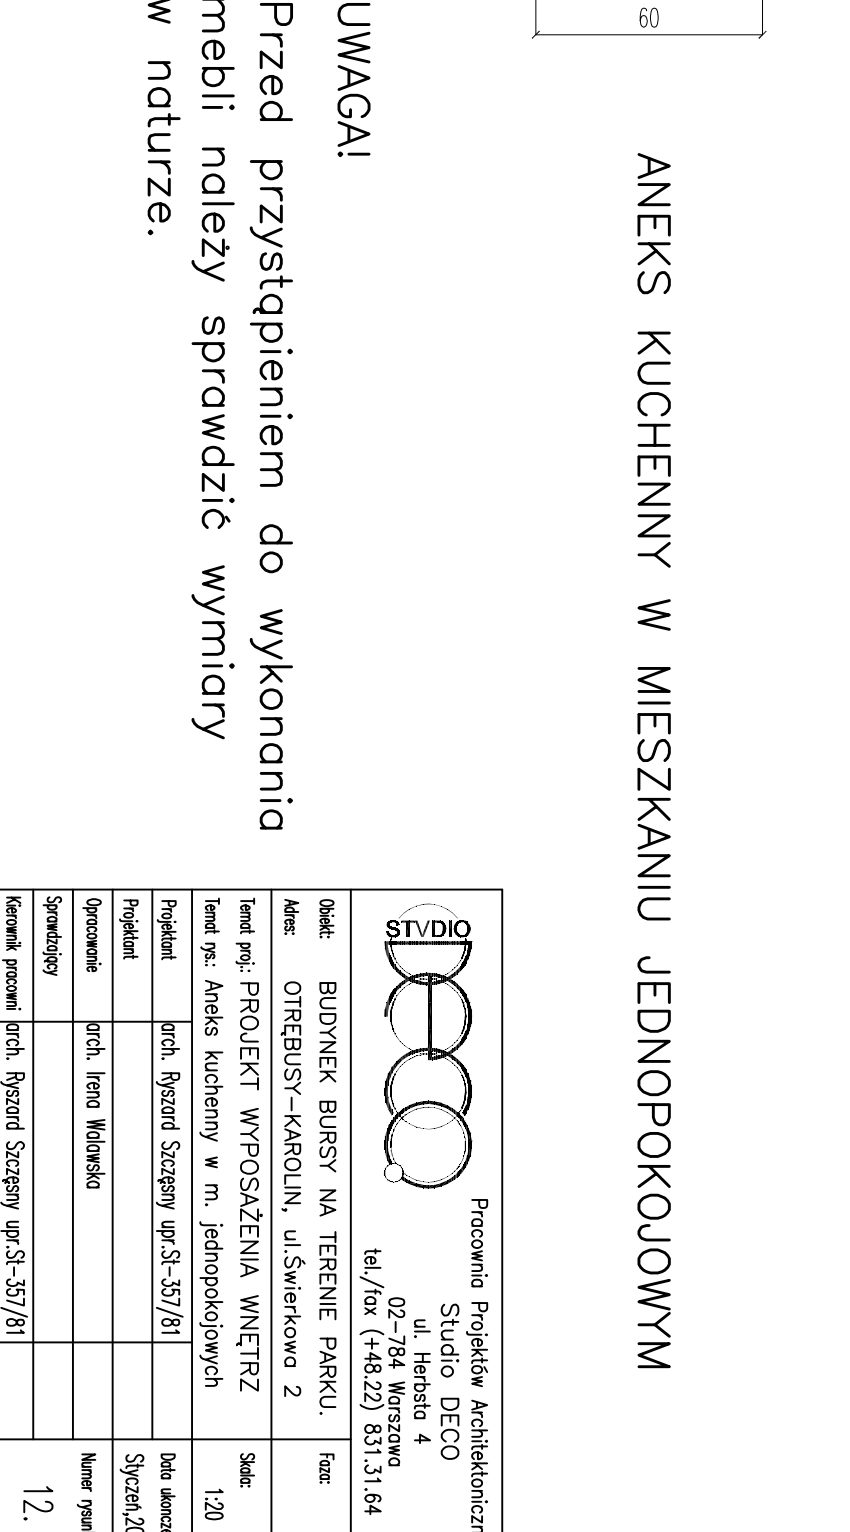 60
ANEKS KUCHENNY W MIESZKANIU JEDNOPOKOJOWYM
UWAGA!
Przed przystąpieniem do wykonania
mebli należy sprawdzić wymiary
w naturze.
STVDIO
Pracownia Projektów Architektoniczn
Studio DECO
ul. Herbsta 4
02-784 Warszawa
tel./fax (+48.22) 831.31.64
Obiekt: BUDYNEK BURSY NA TERENIE PARKU. Faza:
Adres: OTRĘBUSY-KAROLIN, ul.Świerkowa 2
Temat proj.: PROJEKT WYPOSAŻENIA WNĘTRZ Skala:
Temat rys.: Aneks kuchenny w m. jednopokojowych 1:20
Projektant arch. Ryszard Szczęsny upr.St-357/81 Data ukoncze
Projektant Styczeń,20
Opracowanie arch. Irena Walawska Numer rysun
Sprawdzający
Kierownik pracowni arch. Ryszard Szczęsny upr.St-357/81 12.